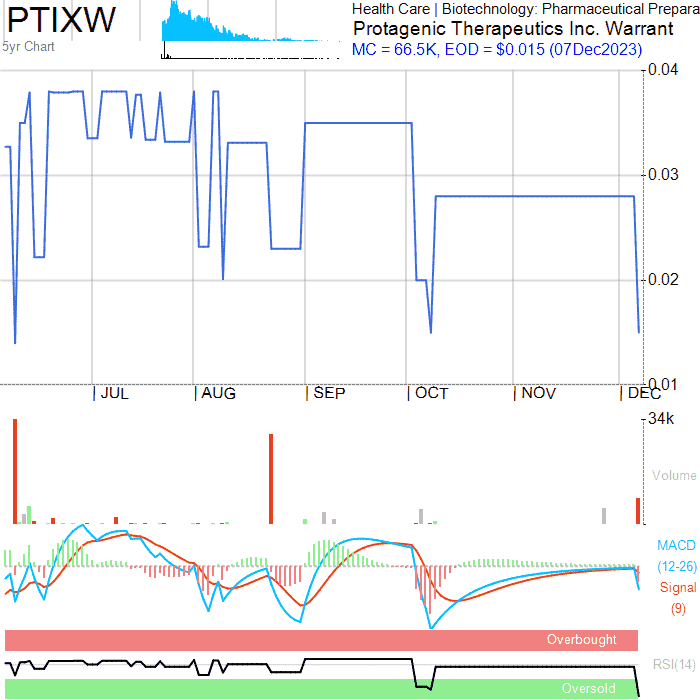 PTIXW
5yr Chart
Health Care | Biotechnology: Pharmaceutical Prepara
Protagenic Therapeutics Inc. Warrant
MC = 66.5K, EOD = $0.015 (07Dec2023)
0.04
0.03
0.02
0.01
JUL
AUG
SEP
OCT
NOV
DEC
34k
Volume
MACD
(12-26)
Signal
(9)
Overbought
RSI(14)
Oversold